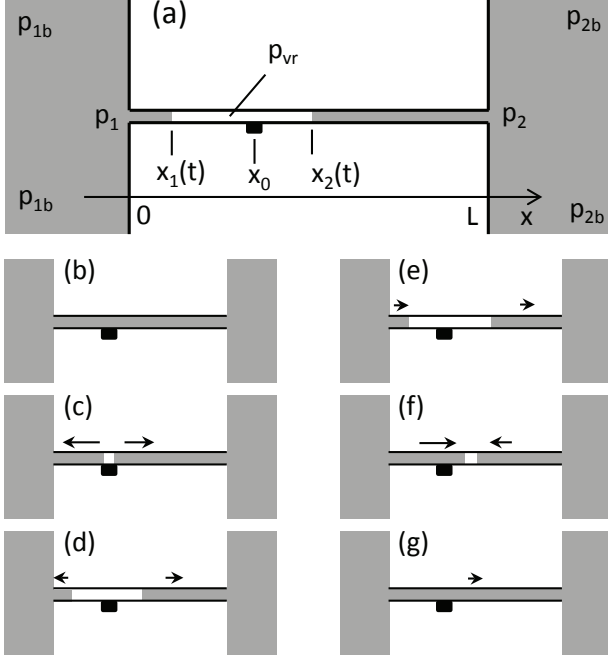 (a)
p1b
p2b
pvr
p1
p2
x1(t)
x0
x2(t)
p1b
0
L
x
p2b
(b)
(e)
(c)
(f)
(d)
(g)